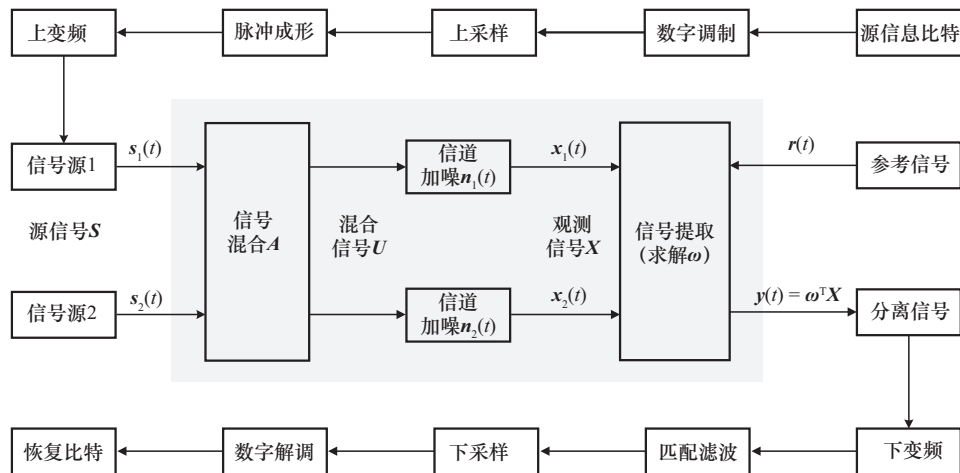 上变频
脉冲成形
上采样
数字调制
源信息比特
信号源1
s₁(t)
信号
混合A
信道
加噪n₁(t)
x₁(t)
信号提取
(求解ω)
r(t)
参考信号
源信号S
混合
信号U
观测
信号X
信号源2
s₂(t)
信道
加噪n₂(t)
x₂(t)
y(t) = ωᵀX
分离信号
恢复比特
数字解调
下采样
匹配滤波
下变频